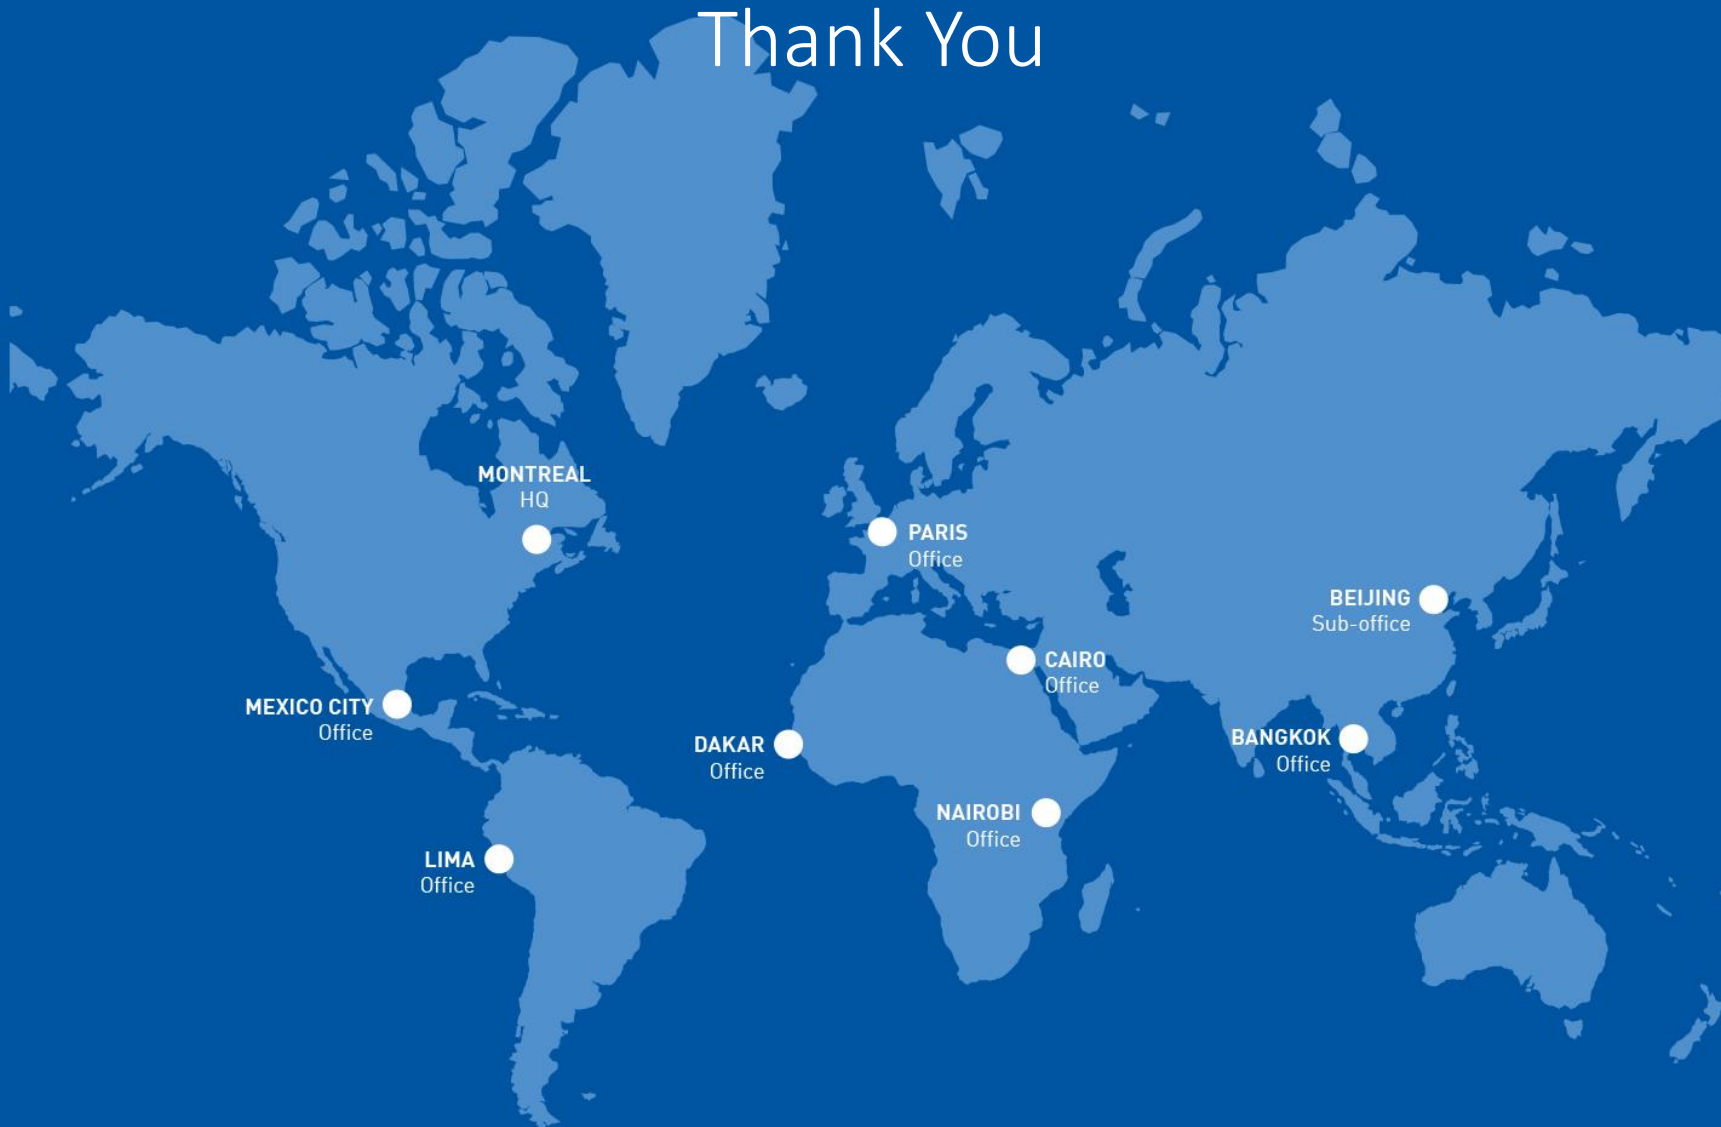 Thank You
MONTREAL
HQ
PARIS
Office
BEIJING
Sub-office
CAIRO
Office
MEXICO CITY
Office
DAKAR
Office
BANGKOK
Office
NAIROBI
Office
LIMA
Office